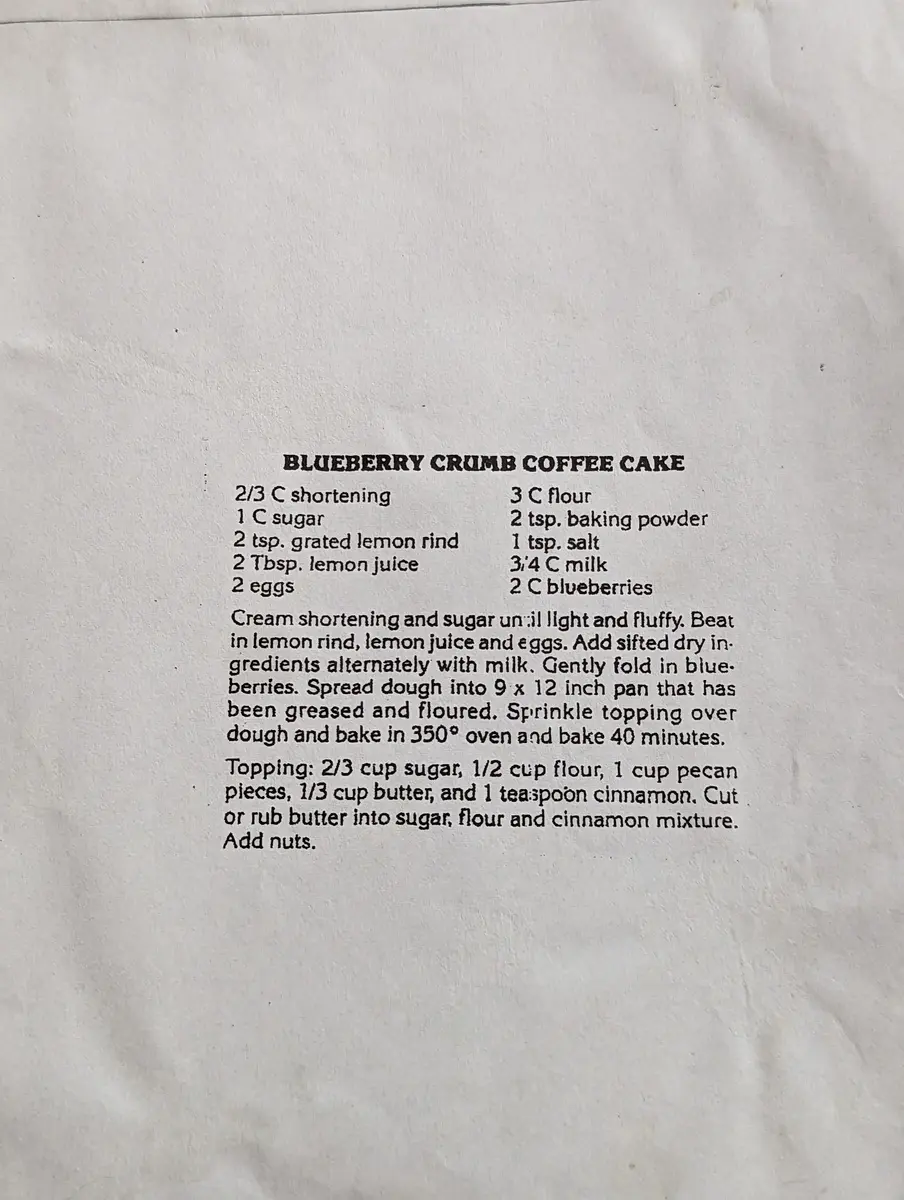 BLUEBERRY CRUMB COFFEE CAKE
2/3 C shortening
1 C sugar
2 tsp. grated lemon rind
2 Tbsp. lemon juice
2 eggs
3 C flour
2 tsp. baking powder
1 tsp. salt
3/4 C milk
2 C blueberries
Cream shortening and sugar until light and fluffy. Beat
in lemon rind, lemon juice and eggs. Add sifted dry in-
gredients alternately with milk. Gently fold in blue-
berries. Spread dough into 9 x 12 inch pan that has
been greased and floured. Sprinkle topping over
dough and bake in 350° oven and bake 40 minutes.
Topping: 2/3 cup sugar, 1/2 cup flour, 1 cup pecan
pieces, 1/3 cup butter, and 1 teaspoon cinnamon. Cut
or rub butter into sugar, flour and cinnamon mixture.
Add nuts.